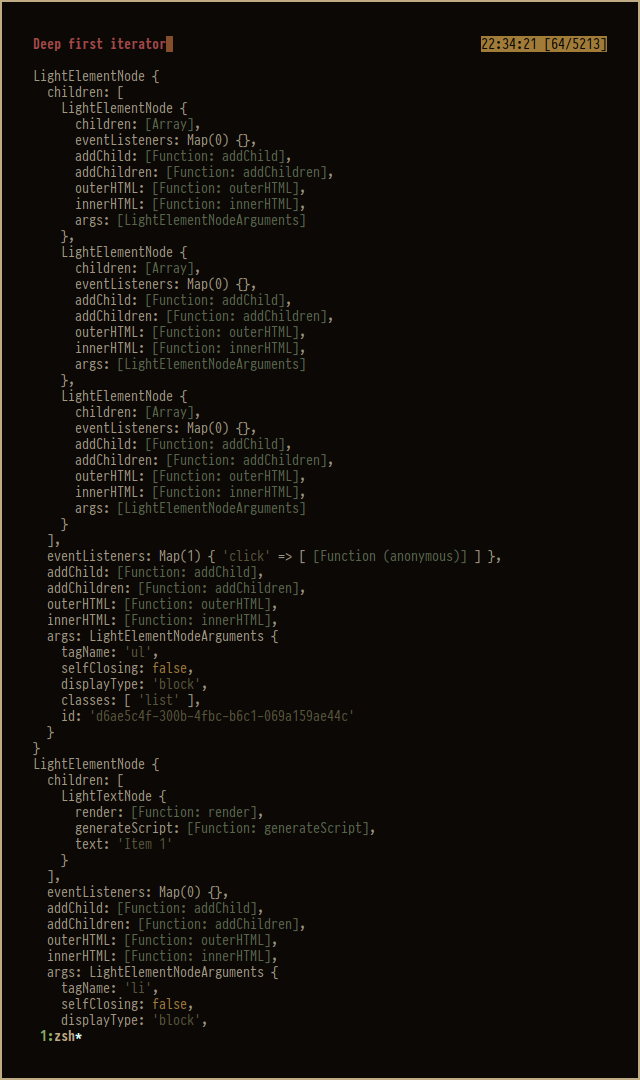 Deep first iterator 22:34:21 [64/5213]
LightElementNode {
  children: [
    LightElementNode {
      children: [Array],
      eventListeners: Map(0) {},
      addChild: [Function: addChild],
      addChildren: [Function: addChildren],
      outerHTML: [Function: outerHTML],
      innerHTML: [Function: innerHTML],
      args: [LightElementNodeArguments]
    },
    LightElementNode {
      children: [Array],
      eventListeners: Map(0) {},
      addChild: [Function: addChild],
      addChildren: [Function: addChildren],
      outerHTML: [Function: outerHTML],
      innerHTML: [Function: innerHTML],
      args: [LightElementNodeArguments]
    },
    LightElementNode {
      children: [Array],
      eventListeners: Map(0) {},
      addChild: [Function: addChild],
      addChildren: [Function: addChildren],
      outerHTML: [Function: outerHTML],
      innerHTML: [Function: innerHTML],
      args: [LightElementNodeArguments]
    }
  ],
  eventListeners: Map(1) { 'click' => [ [Function (anonymous)] ] },
  addChild: [Function: addChild],
  addChildren: [Function: addChildren],
  outerHTML: [Function: outerHTML],
  innerHTML: [Function: innerHTML],
  args: LightElementNodeArguments {
    tagName: 'ul',
    selfClosing: false,
    displayType: 'block',
    classes: [ 'list' ],
    id: 'd6ae5c4f-300b-4fbc-b6c1-069a159ae44c'
  }
}
LightElementNode {
  children: [
    LightTextNode {
      render: [Function: render],
      generateScript: [Function: generateScript],
      text: 'Item 1'
    }
  ],
  eventListeners: Map(0) {},
  addChild: [Function: addChild],
  addChildren: [Function: addChildren],
  outerHTML: [Function: outerHTML],
  innerHTML: [Function: innerHTML],
  args: LightElementNodeArguments {
    tagName: 'li',
    selfClosing: false,
    displayType: 'block',
1:zsh*